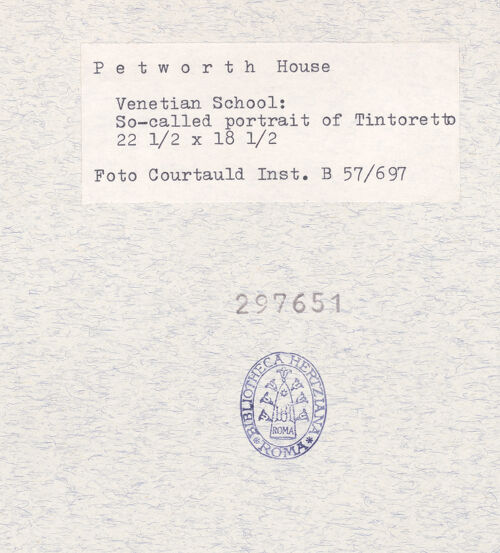 P e t w o r t h  House
Venetian School:
So-called portrait of Tintoretto
22 1/2 x 18 1/2
Foto Courtauld Inst. B 57/697
297651
BIBLIOTHECA HERTZIANA
ROMA
* ROMA *